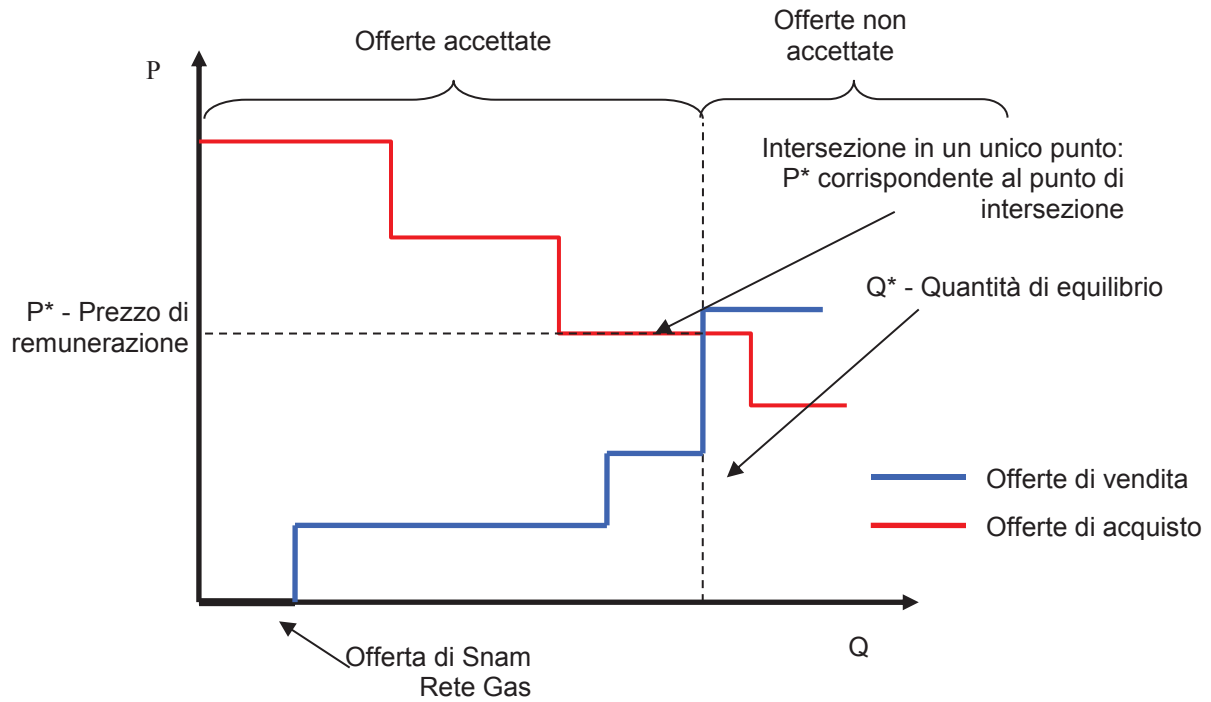 Offerte accettate
Offerte non
accettate
P
Intersezione in un unico punto:
P* corrispondente al punto di
intersezione
Q* - Quantità di equilibrio
P* - Prezzo di
remunerazione
Offerte di vendita
Offerte di acquisto
Q
Offerta di Snam
Rete Gas